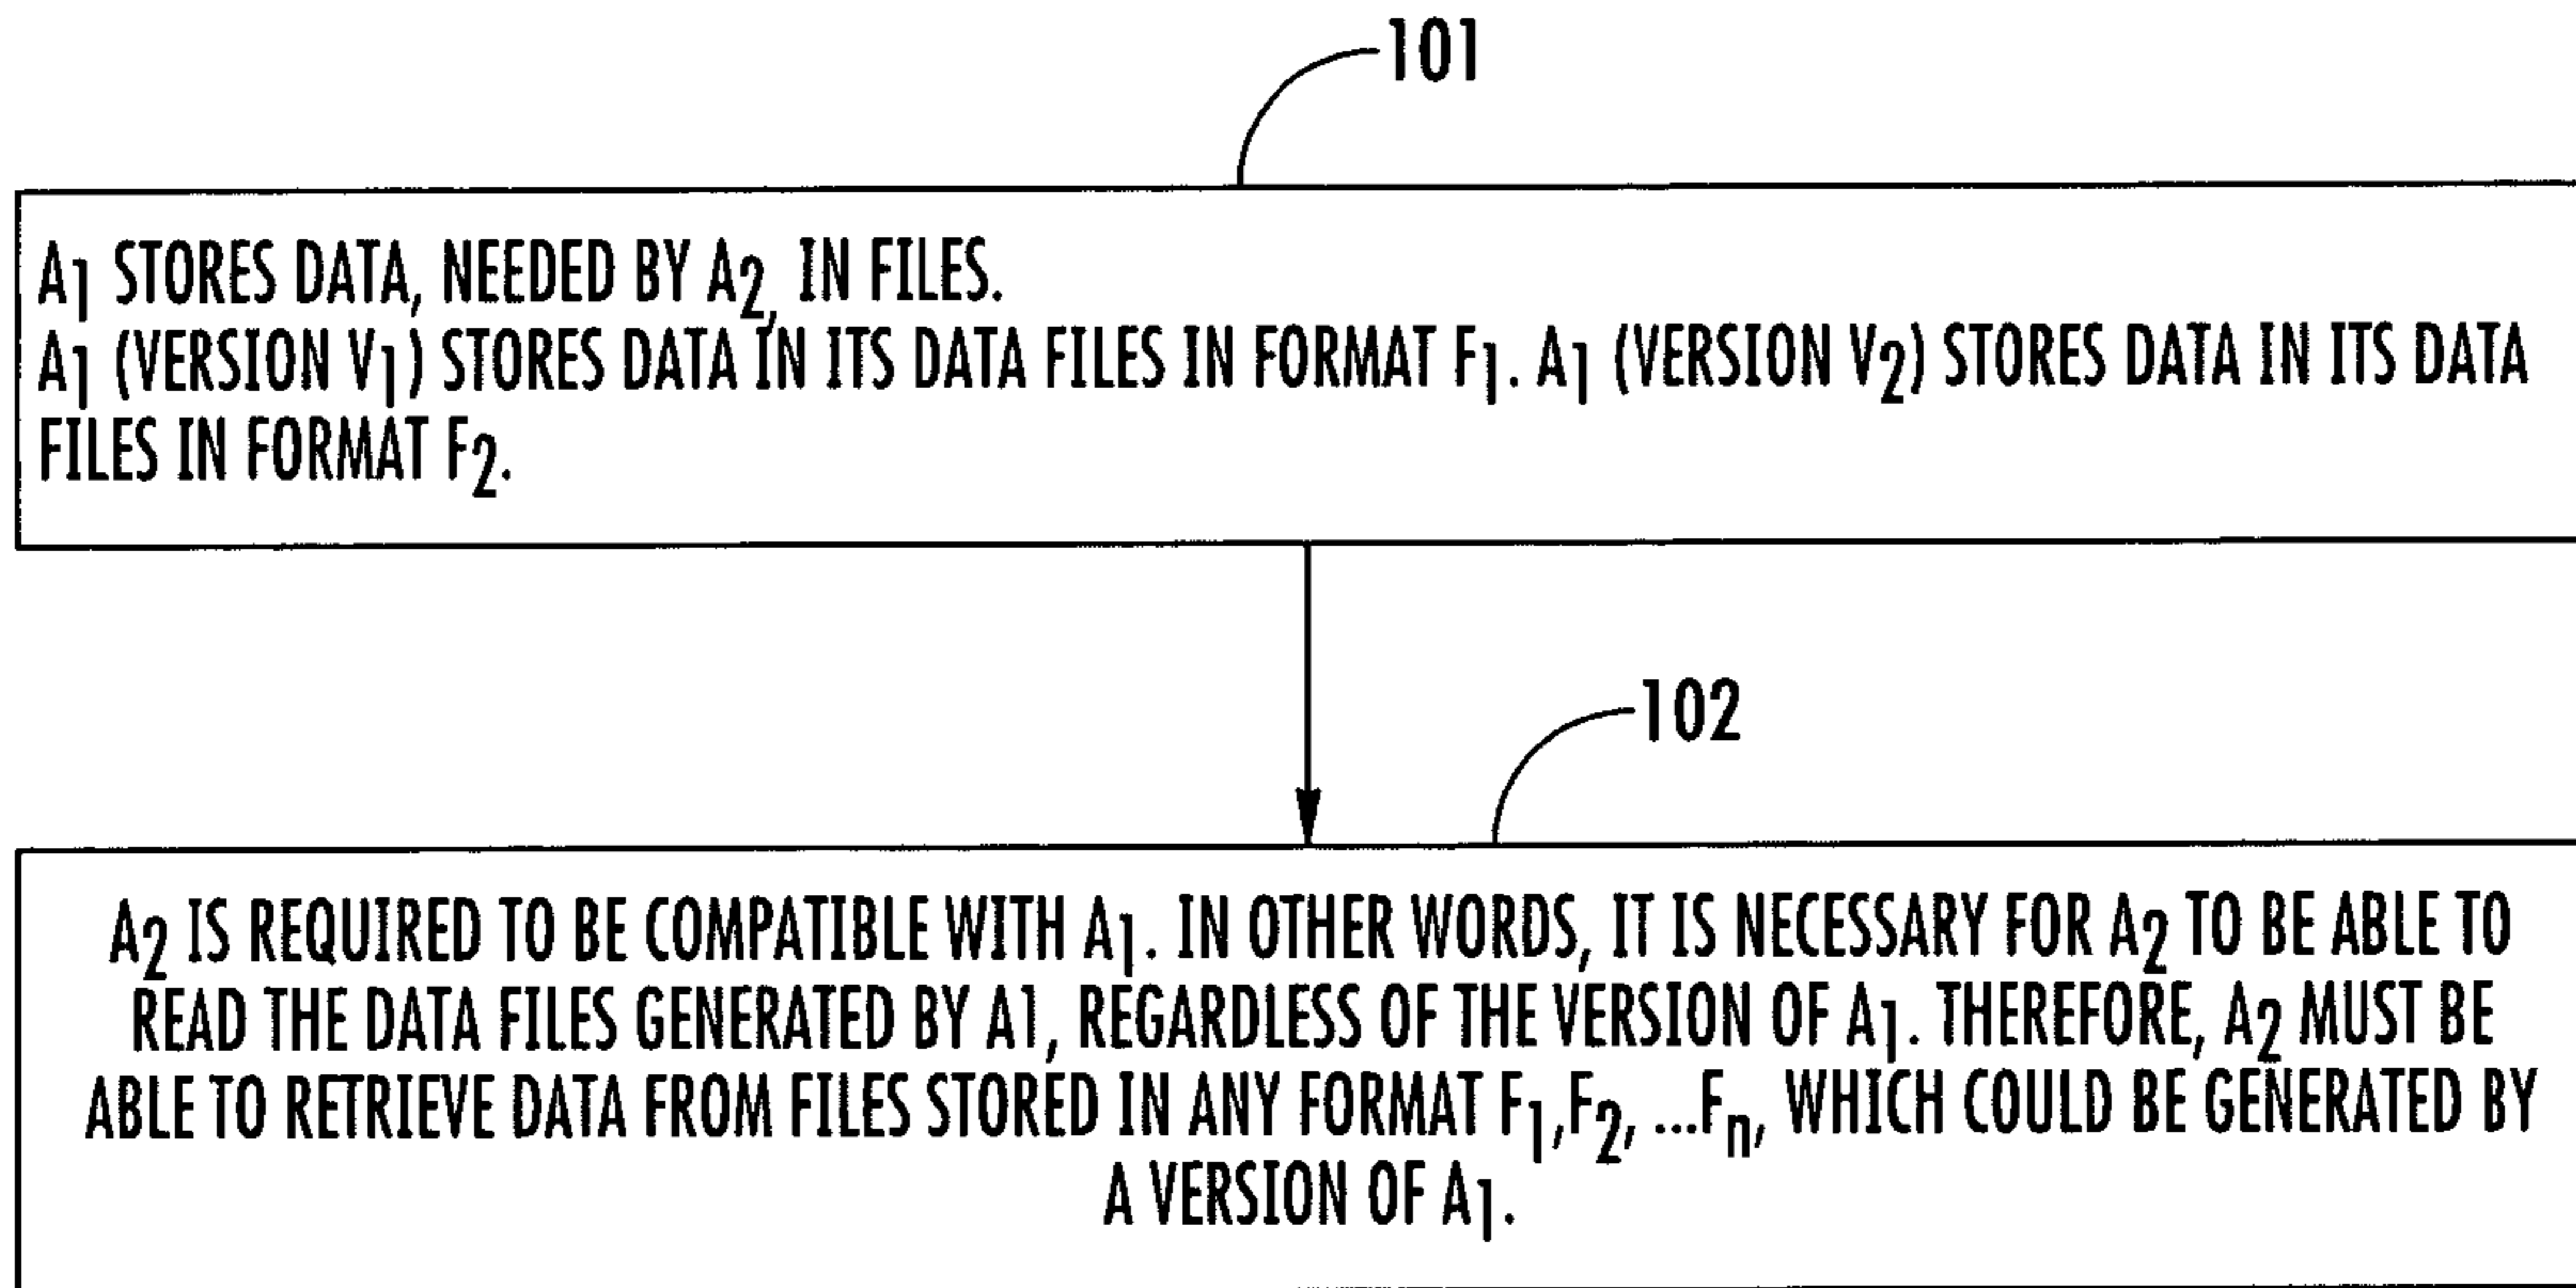 101
A1 STORES DATA, NEEDED BY A2, IN FILES.
A1 (VERSION V1) STORES DATA IN ITS DATA FILES IN FORMAT F1. A1 (VERSION V2) STORES DATA IN ITS DATA
FILES IN FORMAT F2.
102
A2 IS REQUIRED TO BE COMPATIBLE WITH A1. IN OTHER WORDS, IT IS NECESSARY FOR A2 TO BE ABLE TO
READ THE DATA FILES GENERATED BY A1, REGARDLESS OF THE VERSION OF A1. THEREFORE, A2 MUST BE
ABLE TO RETRIEVE DATA FROM FILES STORED IN ANY FORMAT F1,F2, ...Fn, WHICH COULD BE GENERATED BY
A VERSION OF A1.